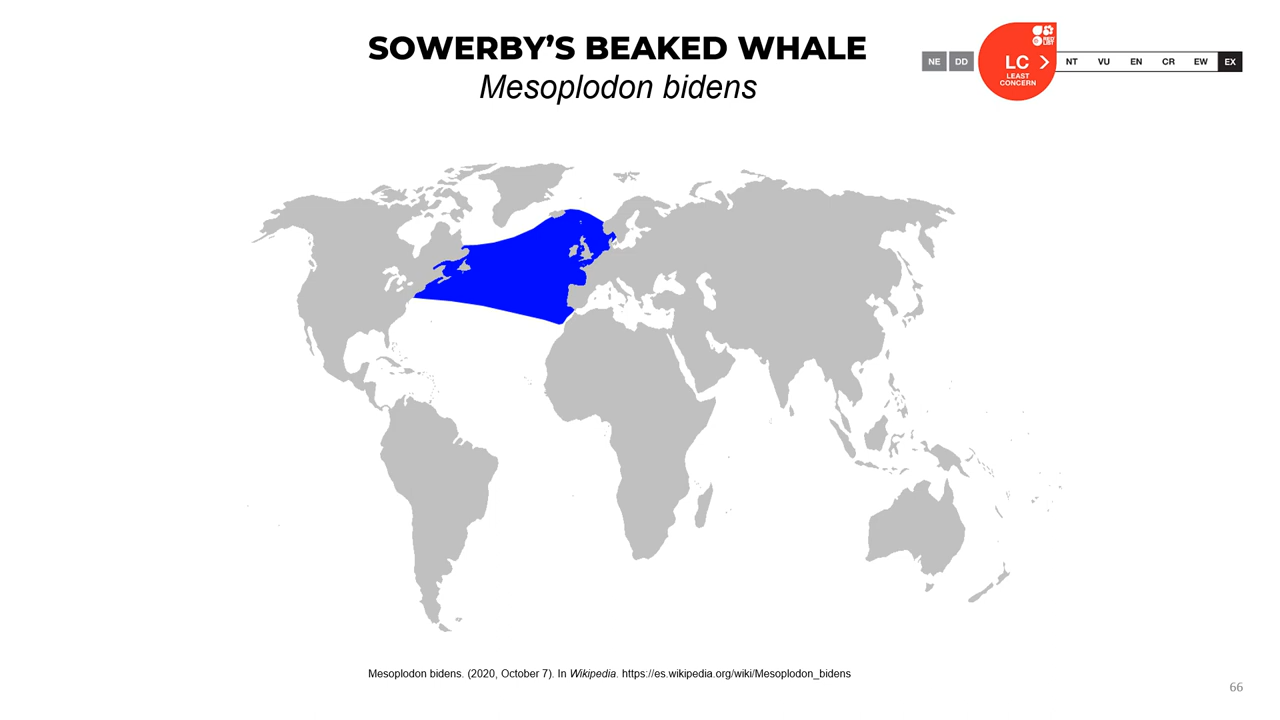 SOWERBY’S BEAKED WHALE
Mesoplodon bidens
NE DD LC LEAST CONCERN NT VU EN CR EW EX
Mesoplodon bidens. (2020, October 7). In Wikipedia. https://es.wikipedia.org/wiki/Mesoplodon_bidens
66